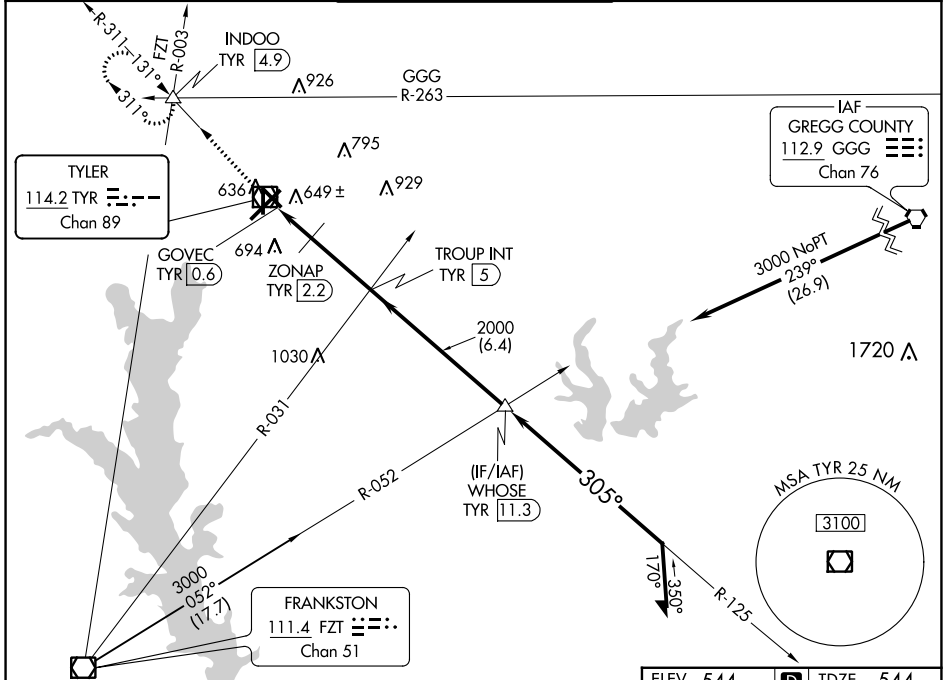 R-311
131°
FZT
R-003
INDOO
TYR 4.9
926
GGG
R-263
311°
IAF
GREGG COUNTY
112.9 GGG
Chan 76
795
TYLER
114.2 TYR
Chan 89
636
649 ±
929
694
GOVEC
TYR 0.6
ZONAP
TYR 2.2
TROUP INT
TYR 5
3000 NoPT
239°
(26.9)
2000
(6.4)
1030
1720
R-031
R-052
(IF/IAF)
WHOSE
TYR 11.3
305°
MSA TYR 25 NM
3100
170°
350°
R-125
3000
052°
(17.7)
FRANKSTON
111.4 FZT
Chan 51
ELEV 544 D TDZE 544